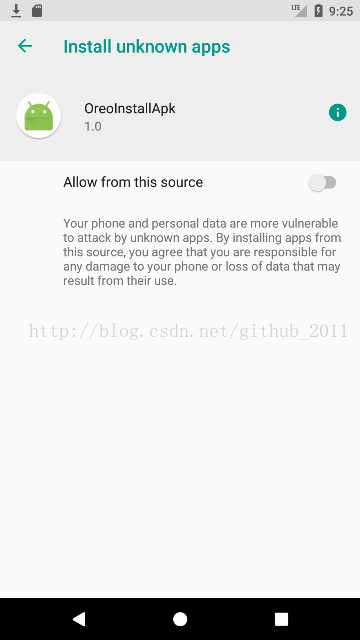 LTE 9:25
Install unknown apps
OreoInstallApk
1.0
Allow from this source
Your phone and personal data are more vulnerable
to attack by unknown apps. By installing apps from
this source, you agree that you are responsible for
any damage to your phone or loss of data that may
result from their use.
http://blog.csdn.net/github_2011